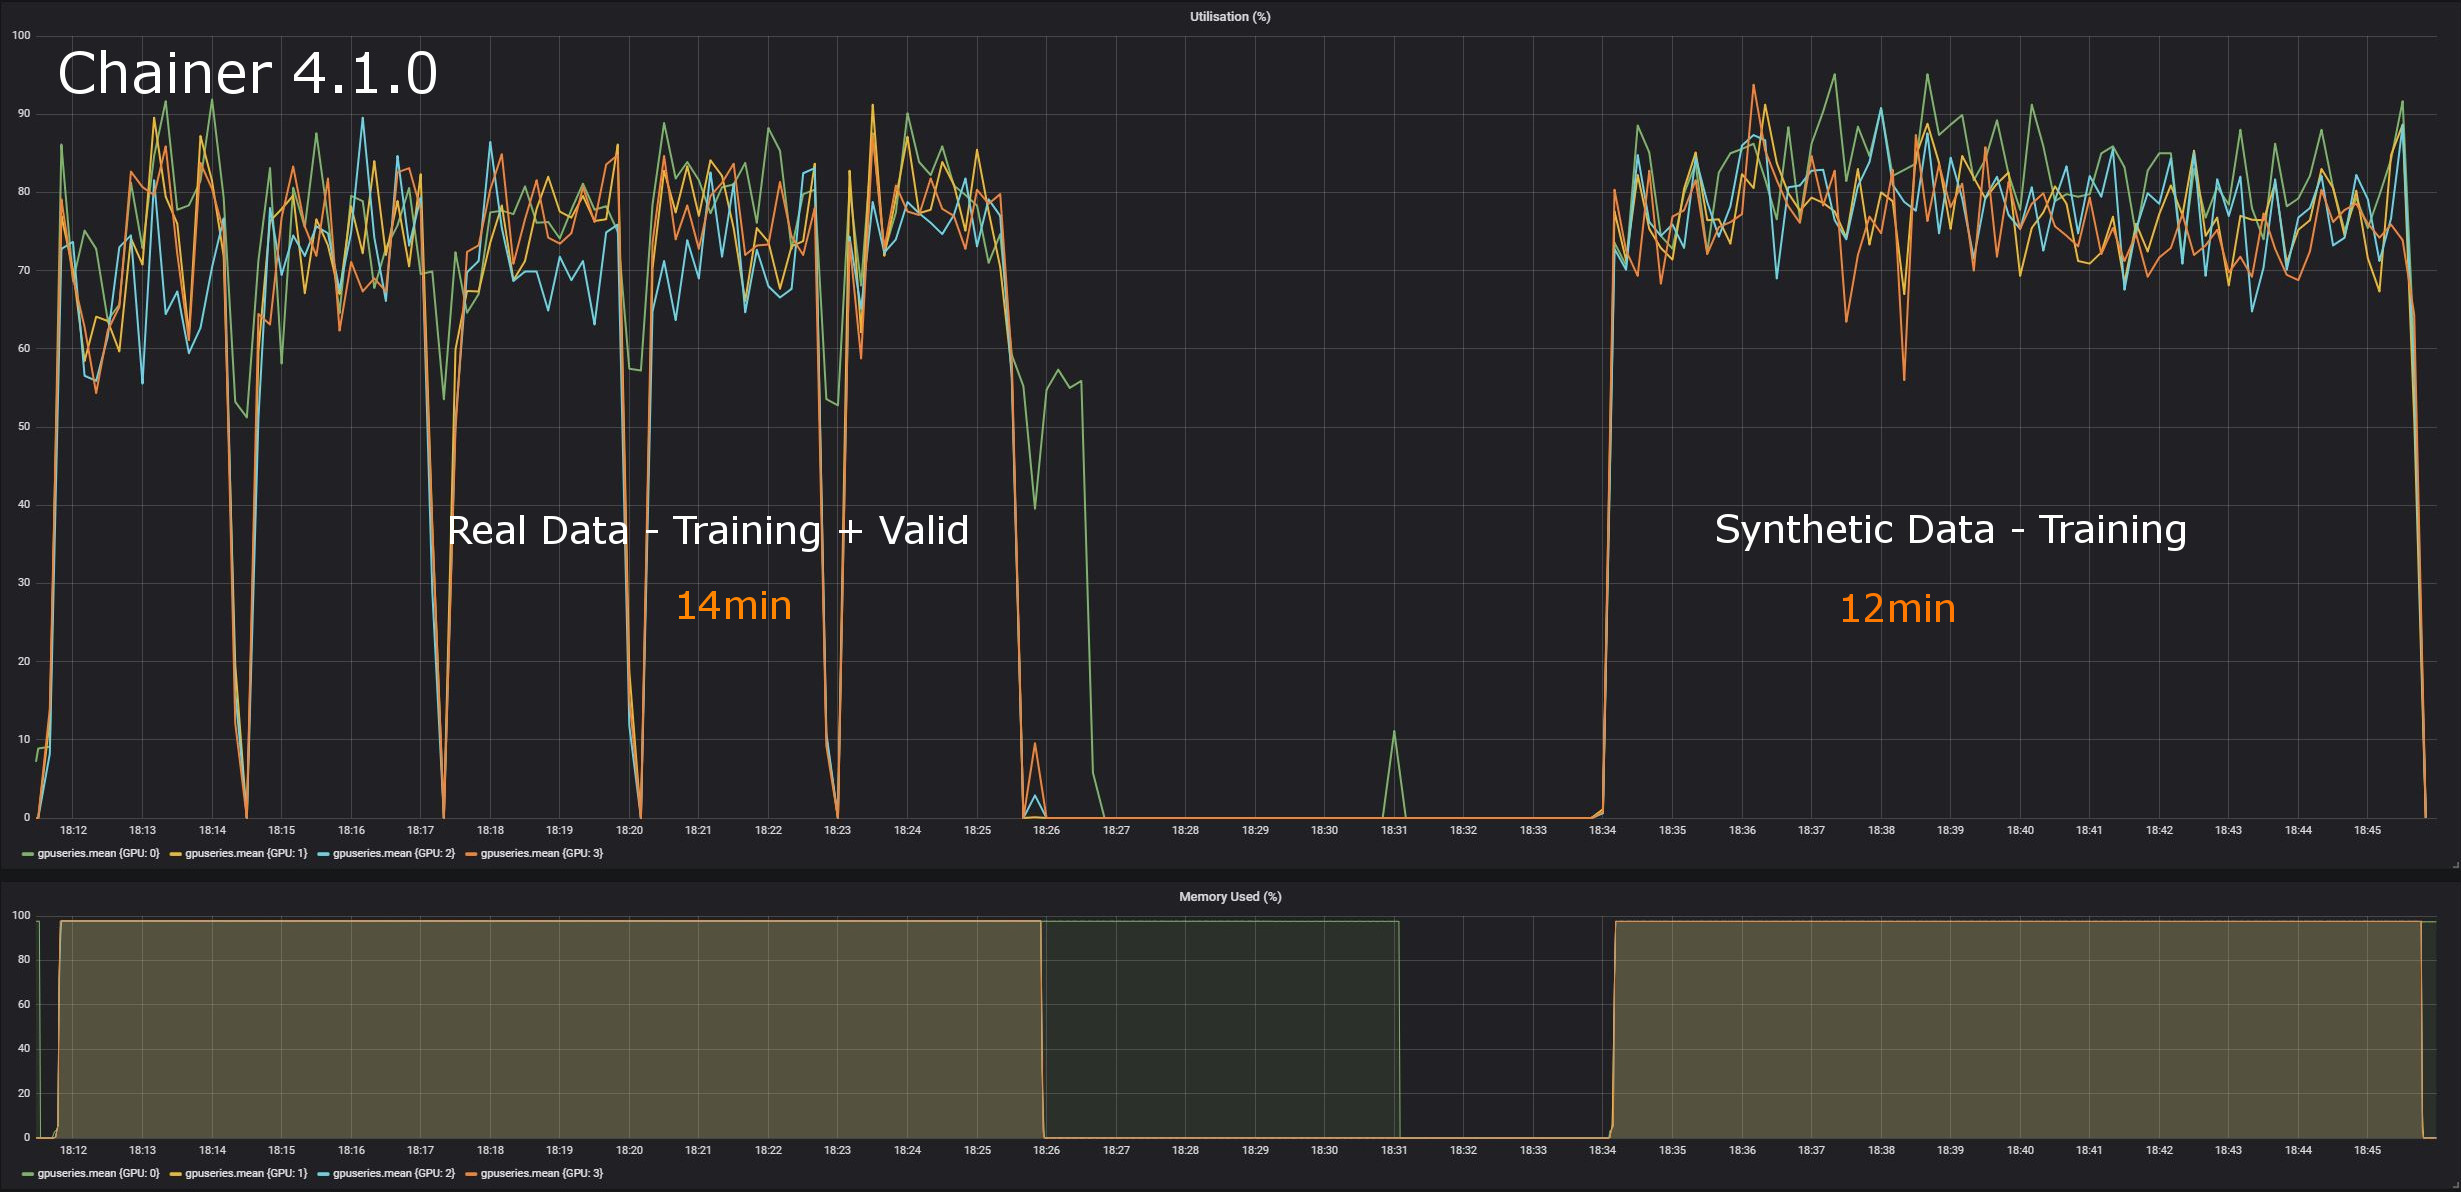 Utilisation (%)
Chainer 4.1.0
100
90
80
70
60
50
40
30
20
10
0
Real Data - Training + Valid
14min
Synthetic Data - Training
12min
18:12 18:13 18:14 18:15 18:16 18:17 18:18 18:19 18:20 18:21 18:22 18:23 18:24 18:25 18:26 18:27 18:28 18:29 18:30 18:31 18:32 18:33 18:34 18:35 18:36 18:37 18:38 18:39 18:40 18:41 18:42 18:43 18:44 18:45
gpuseries.mean {GPU: 0} gpuseries.mean {GPU: 1} gpuseries.mean {GPU: 2} gpuseries.mean {GPU: 3}
Memory Used (%)
100
80
60
40
20
0
18:12 18:13 18:14 18:15 18:16 18:17 18:18 18:19 18:20 18:21 18:22 18:23 18:24 18:25 18:26 18:27 18:28 18:29 18:30 18:31 18:32 18:33 18:34 18:35 18:36 18:37 18:38 18:39 18:40 18:41 18:42 18:43 18:44 18:45
gpuseries.mean {GPU: 0} gpuseries.mean {GPU: 1} gpuseries.mean {GPU: 2} gpuseries.mean {GPU: 3}